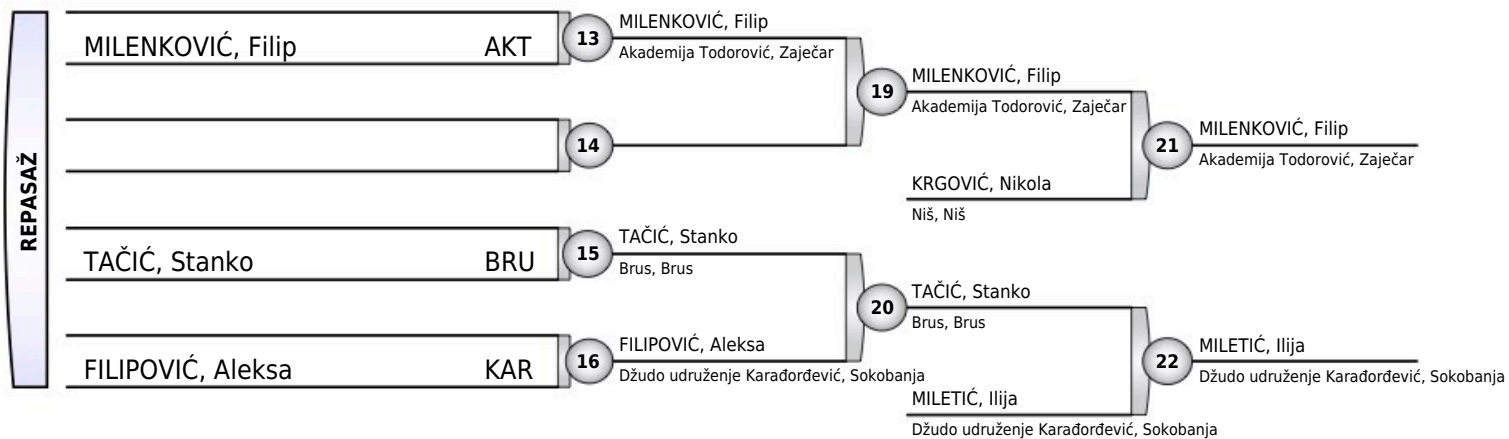 REPASAŽ
MILENKOVIĆ, Filip AKT
13
MILENKOVIĆ, Filip
Akademija Todorović, Zaječar
14
19
MILENKOVIĆ, Filip
Akademija Todorović, Zaječar
KRGOVIĆ, Nikola
Niš, Niš
21
MILENKOVIĆ, Filip
Akademija Todorović, Zaječar
TAČIĆ, Stanko BRU
15
TAČIĆ, Stanko
Brus, Brus
FILIPOVIĆ, Aleksa KAR
16
FILIPOVIĆ, Aleksa
Džudo udruženje Karađorđević, Sokobanja
20
TAČIĆ, Stanko
Brus, Brus
MILETIĆ, Ilija
Džudo udruženje Karađorđević, Sokobanja
22
MILETIĆ, Ilija
Džudo udruženje Karađorđević, Sokobanja